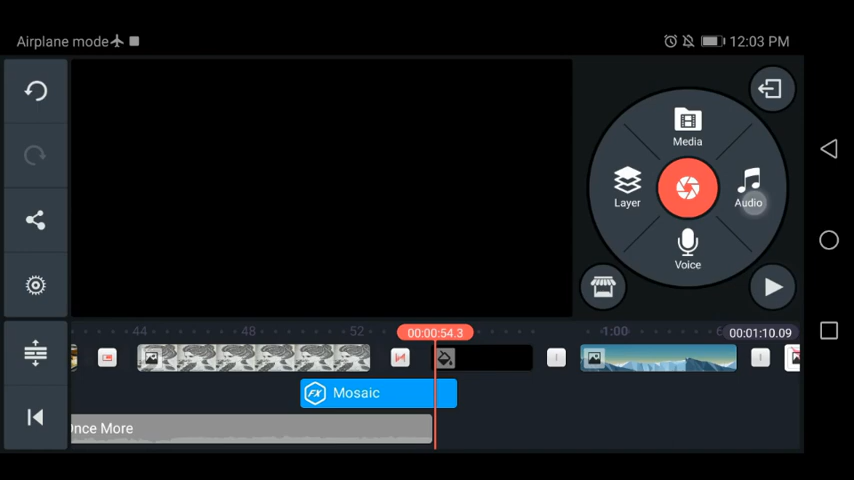 Airplane mode
12:03 PM
Media
Layer
Audio
Voice
44
48
52
00:00:54.3
1:00
00:01:10.09
FX Mosaic
Once More